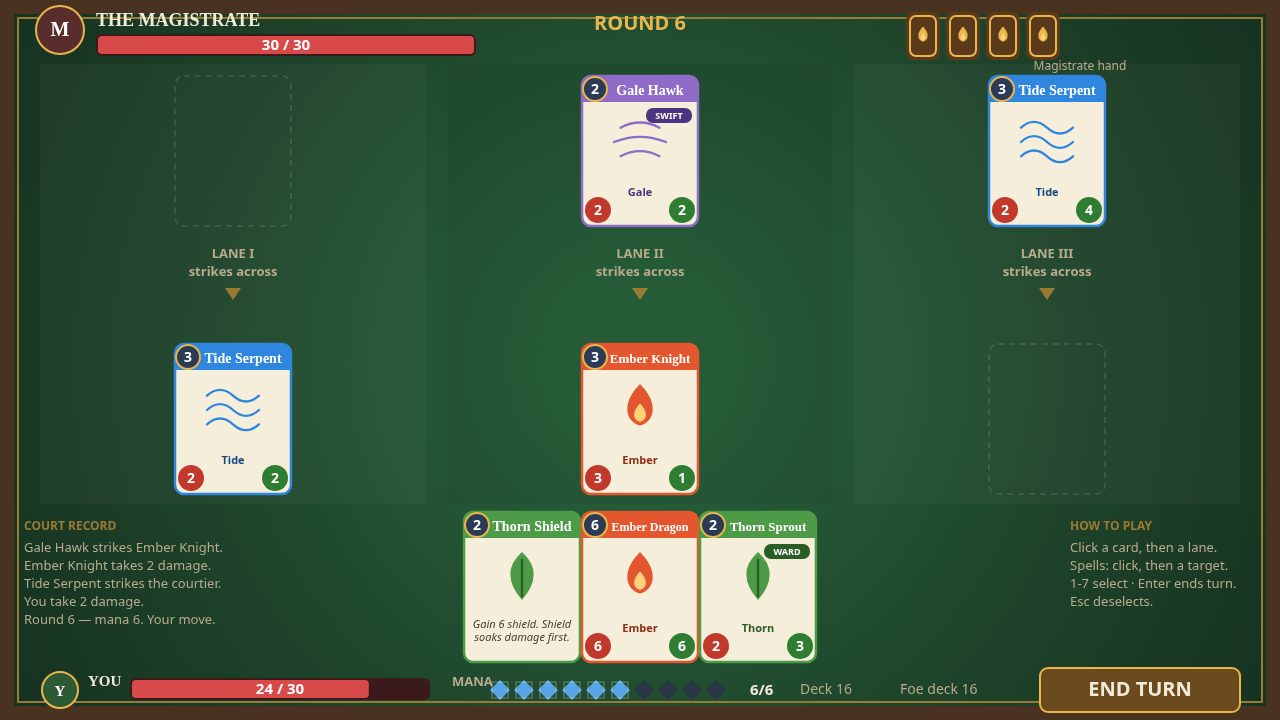 M
THE MAGISTRATE
30 / 30
ROUND 6
Magistrate hand
2 Gale Hawk
SWIFT
Gale
2 2
3 Tide Serpent
Tide
2 4
LANE I
strikes across
LANE II
strikes across
LANE III
strikes across
3 Tide Serpent
Tide
2 2
3 Ember Knight
Ember
3 1
COURT RECORD
Gale Hawk strikes Ember Knight.
Ember Knight takes 2 damage.
Tide Serpent strikes the courtier.
You take 2 damage.
Round 6 — mana 6. Your move.
2 Thorn Shield
Gain 6 shield. Shield
soaks damage first.
6 Ember Dragon
Ember
6 6
2 Thorn Sprout
WARD
Thorn
2 3
HOW TO PLAY
Click a card, then a lane.
Spells: click, then a target.
1-7 select · Enter ends turn.
Esc deselects.
Y
YOU
24 / 30
MANA
6/6
Deck 16
Foe deck 16
END TURN